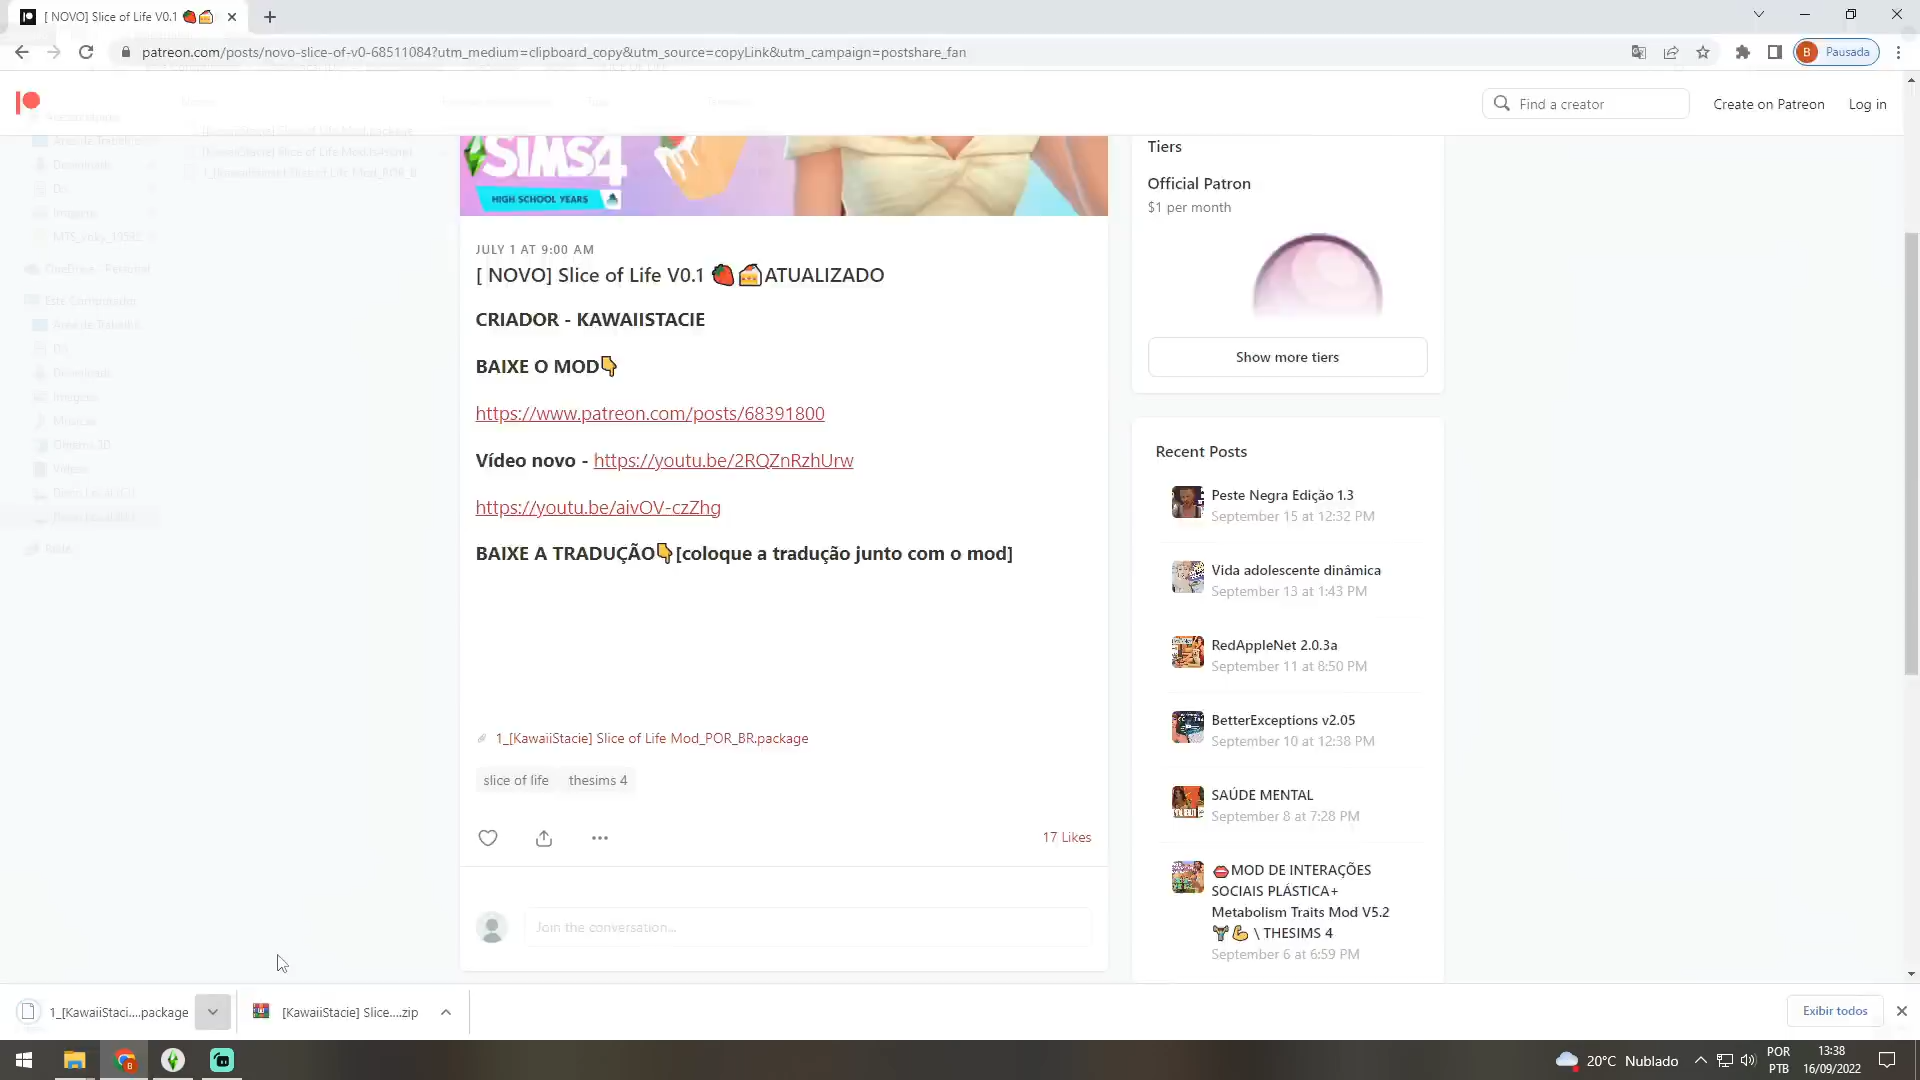 [ NOVO] Slice of Life V0.1 🍓🍰
patreon.com/posts/novo-slice-of-v0-68511084?utm_medium=clipboard_copy&utm_source=copyLink&utm_campaign=postshare_fan
B Pausada
Find a creator
Create on Patreon
Log in
SIMS4
HIGH SCHOOL YEARS
JULY 1 AT 9:00 AM
[ NOVO] Slice of Life V0.1 🍓🍰ATUALIZADO
CRIADOR - KAWAIISTACIE
BAIXE O MOD👇
https://www.patreon.com/posts/68391800
Vídeo novo - https://youtu.be/2RQZnRzhUrw
https://youtu.be/aivOV-czZhg
BAIXE A TRADUÇÃO👇[coloque a tradução junto com o mod]
1_[KawaiiStacie] Slice of Life Mod_POR_BR.package
slice of life
thesims 4
17 Likes
Join the conversation...
Tiers
Official Patron
$1 per month
Show more tiers
Recent Posts
Peste Negra Edição 1.3
September 15 at 12:32 PM
Vida adolescente dinâmica
September 13 at 1:43 PM
RedAppleNet 2.0.3a
September 11 at 8:50 PM
BetterExceptions v2.05
September 10 at 12:38 PM
SAÚDE MENTAL
September 8 at 7:28 PM
👄MOD DE INTERAÇÕES
SOCIAIS PLÁSTICA+
Metabolism Traits Mod V5.2
🏋💪 \ THESIMS 4
September 6 at 6:59 PM
1_[KawaiiStaci....package
[KawaiiStacie] Slice....zip
Exibir todos
20°C Nublado
POR
PTB
13:38
16/09/2022